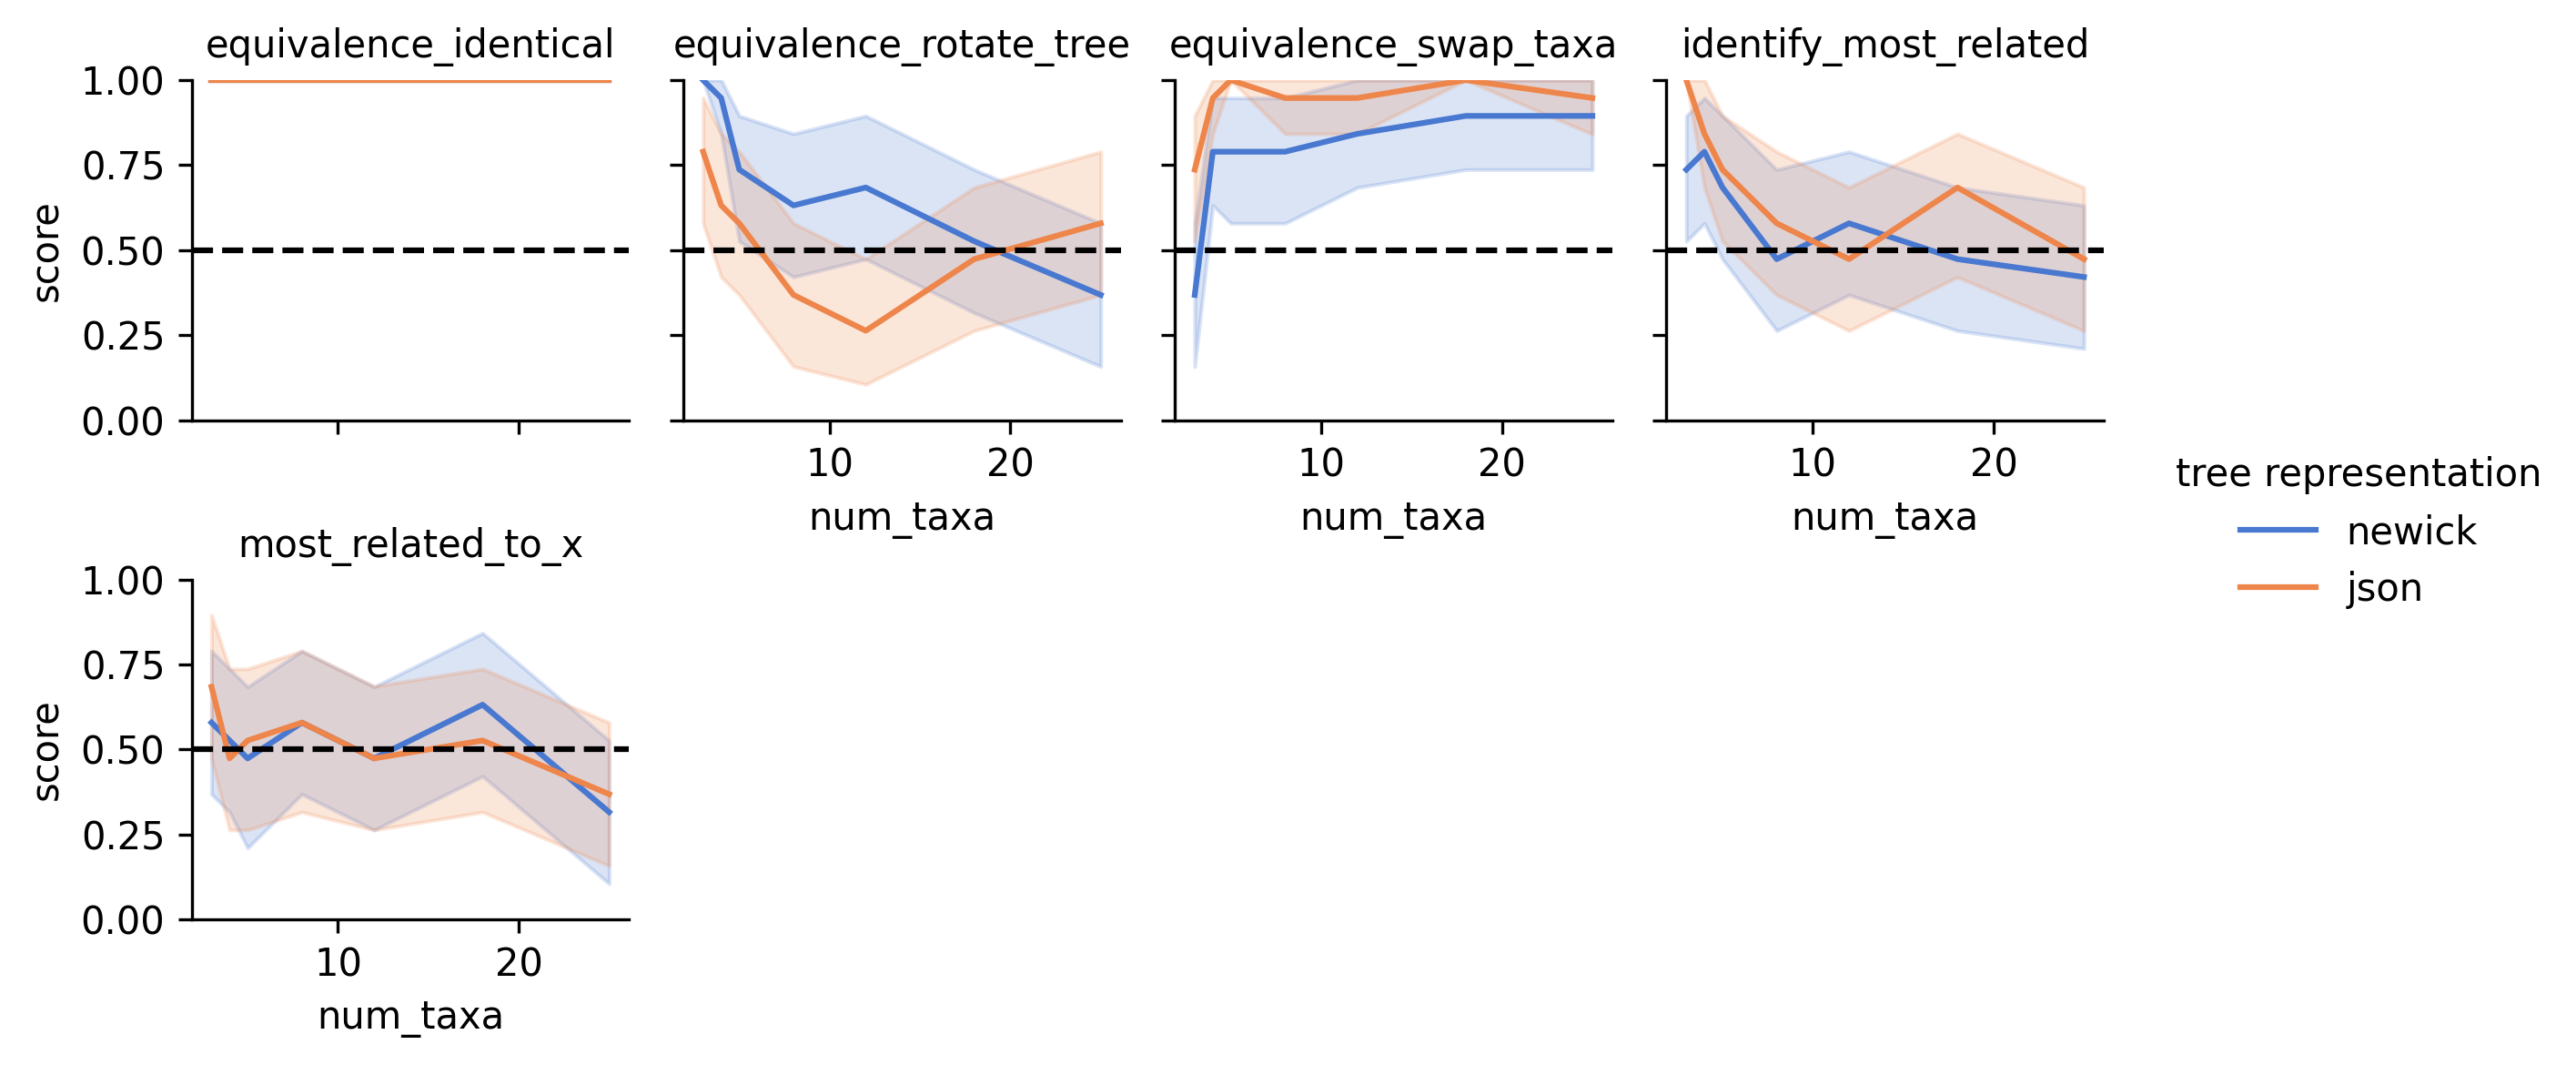 equivalence_identical
equivalence_rotate_tree
equivalence_swap_taxa
identify_most_related
1.00
0.75
0.50
0.25
0.00
score
10
20
10
20
10
20
num_taxa
num_taxa
num_taxa
tree representation
newick
json
most_related_to_x
1.00
0.75
0.50
0.25
0.00
score
10
20
num_taxa